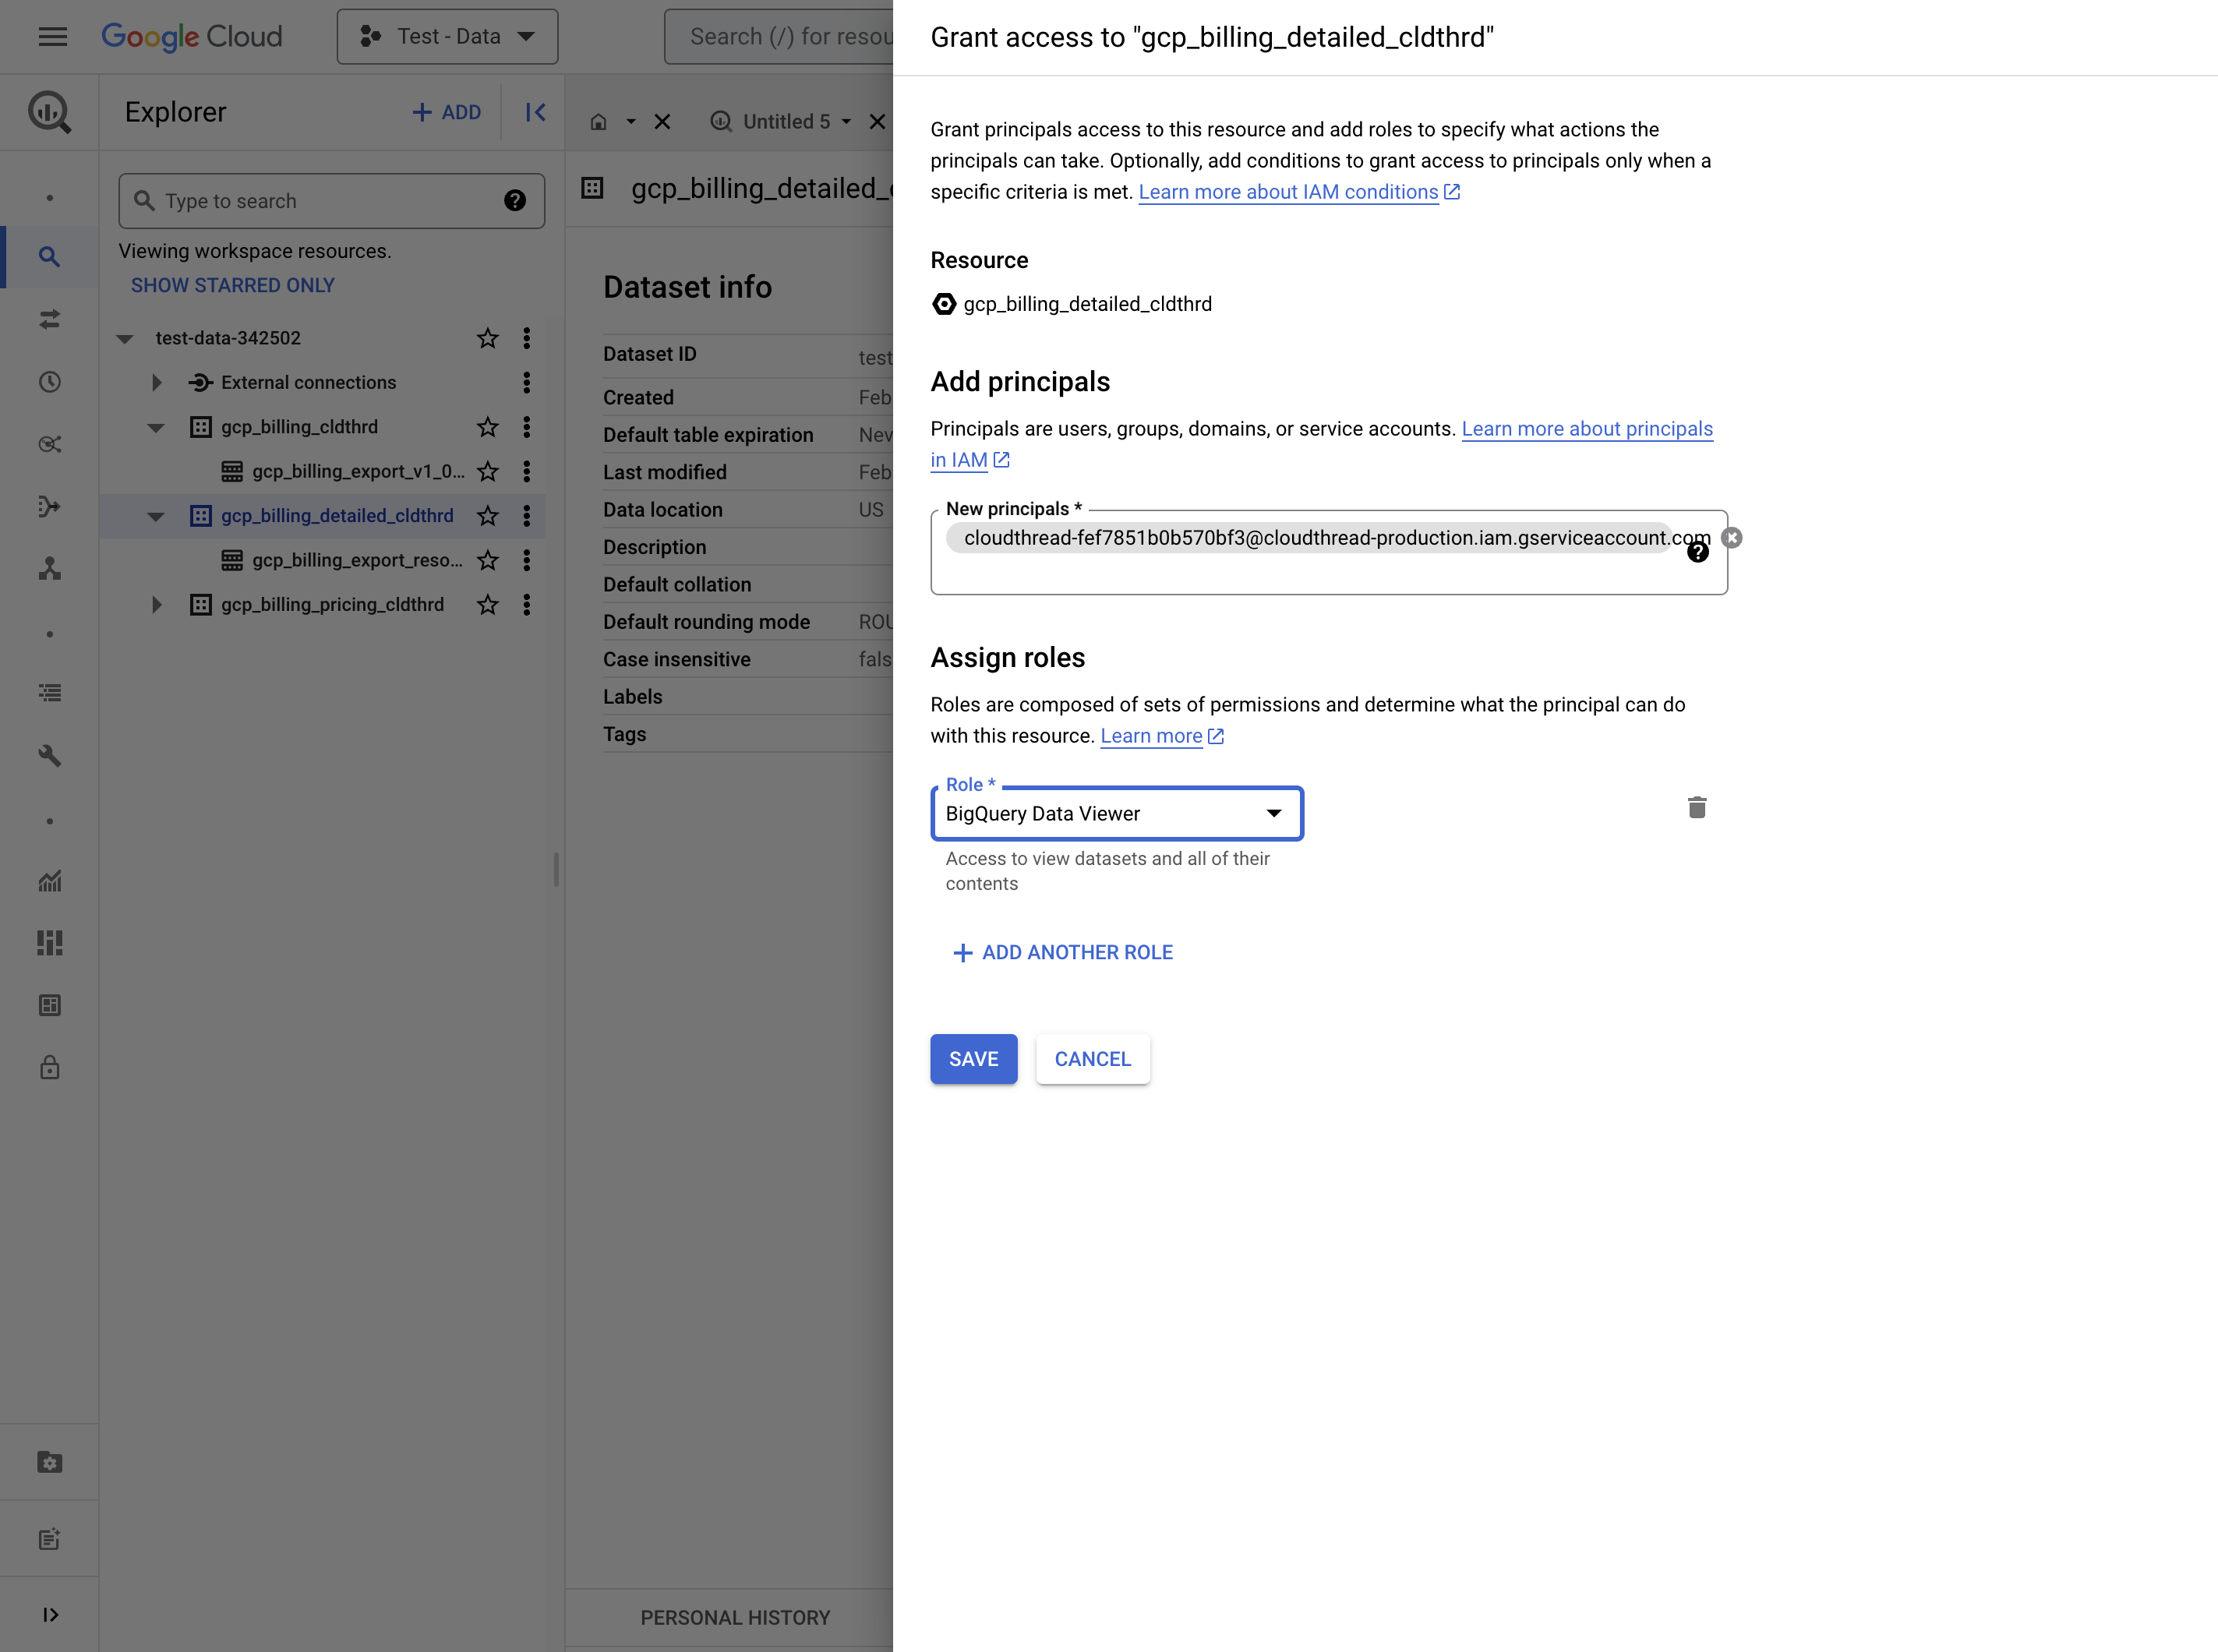 Google Cloud
Test - Data
Search (/) for resou
Explorer
ADD
Untitled 5
Type to search
gcp_billing_detailed_
Viewing workspace resources.
SHOW STARRED ONLY
test-data-342502
External connections
gcp_billing_cldthrd
gcp_billing_export_v1_0...
gcp_billing_detailed_cldthrd
gcp_billing_export_reso...
gcp_billing_pricing_cldthrd
Dataset info
Dataset ID test
Created Feb
Default table expiration Nev
Last modified Feb
Data location US
Description
Default collation
Default rounding mode ROU
Case insensitive fals
Labels
Tags
PERSONAL HISTORY
Grant access to "gcp_billing_detailed_cldthrd"
Grant principals access to this resource and add roles to specify what actions the
principals can take. Optionally, add conditions to grant access to principals only when a
specific criteria is met. Learn more about IAM conditions
Resource
gcp_billing_detailed_cldthrd
Add principals
Principals are users, groups, domains, or service accounts. Learn more about principals
in IAM
New principals *
cloudthread-fef7851b0b570bf3@cloudthread-production.iam.gserviceaccount.com
Assign roles
Roles are composed of sets of permissions and determine what the principal can do
with this resource. Learn more
Role *
BigQuery Data Viewer
Access to view datasets and all of their
contents
ADD ANOTHER ROLE
SAVE
CANCEL